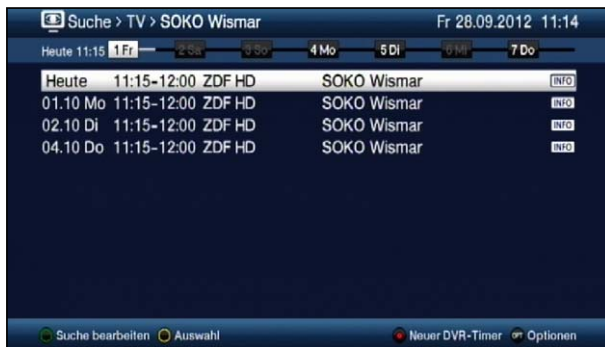 Suche > TV > SOKO Wismar Fr 28.09.2012 11:14
Heute 11:15 1 Fr 2 Sa 3 So 4 Mo 5 Di 6 Mi 7 Do
Heute 11:15-12:00 ZDF HD SOKO Wismar INFO
01.10 Mo 11:15-12:00 ZDF HD SOKO Wismar INFO
02.10 Di 11:15-12:00 ZDF HD SOKO Wismar INFO
04.10 Do 11:15-12:00 ZDF HD SOKO Wismar INFO
Suche bearbeiten Auswahl Neuer DVR-Timer OPT Optionen